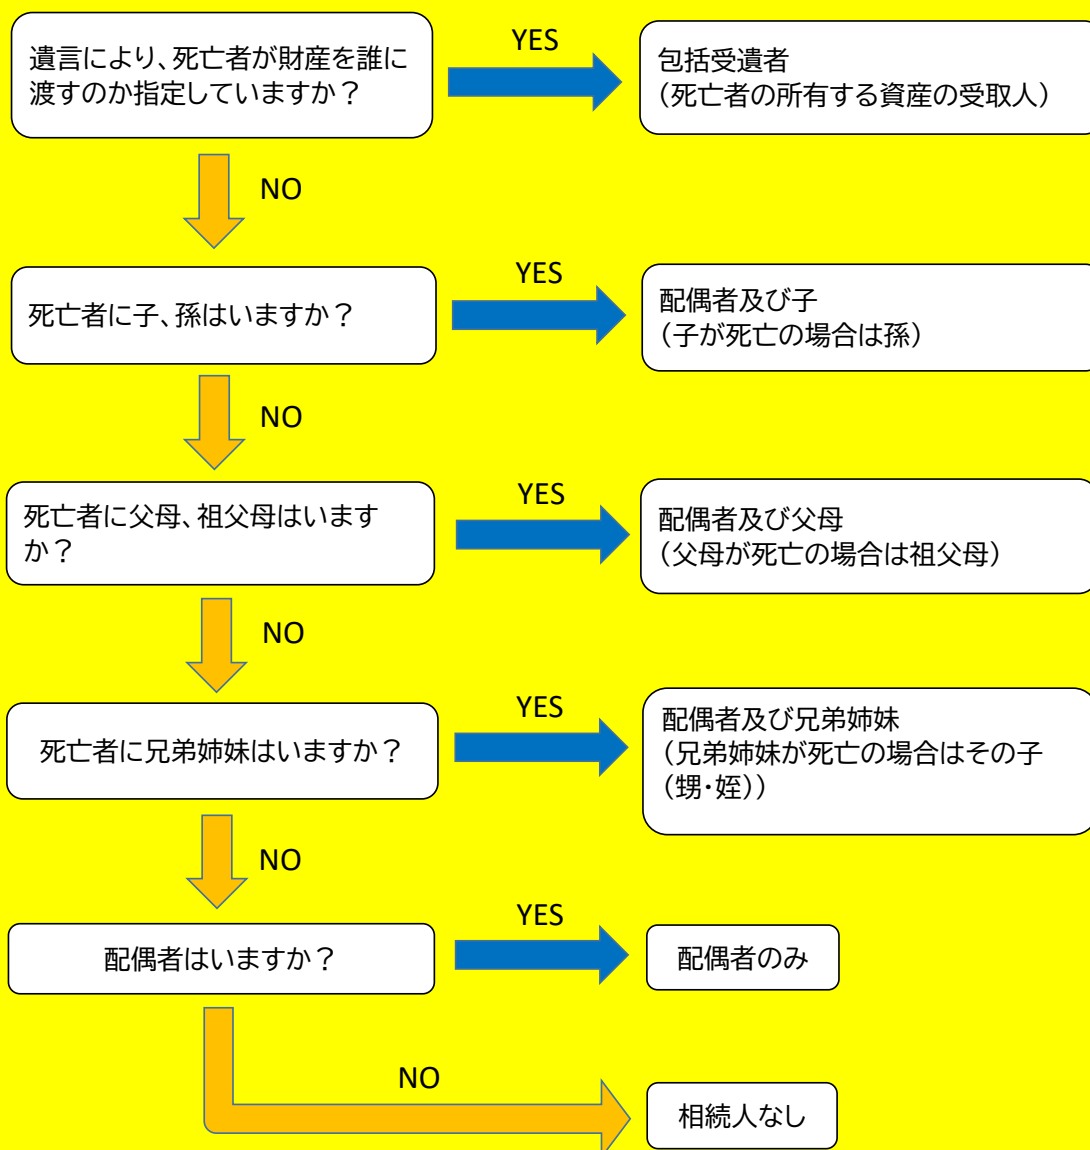 遺言により、死亡者が財産を誰に
渡すのか指定していますか？
YES
包括受遺者
（死亡者の所有する資産の受取人）
NO
死亡者に子、孫はいますか？
YES
配偶者及び子
（子が死亡の場合は孫）
NO
死亡者に父母、祖父母はいます
か？
YES
配偶者及び父母
（父母が死亡の場合は祖父母）
NO
死亡者に兄弟姉妹はいますか？
YES
配偶者及び兄弟姉妹
（兄弟姉妹が死亡の場合はその子
（甥・姪））
NO
配偶者はいますか？
YES
配偶者のみ
NO
相続人なし